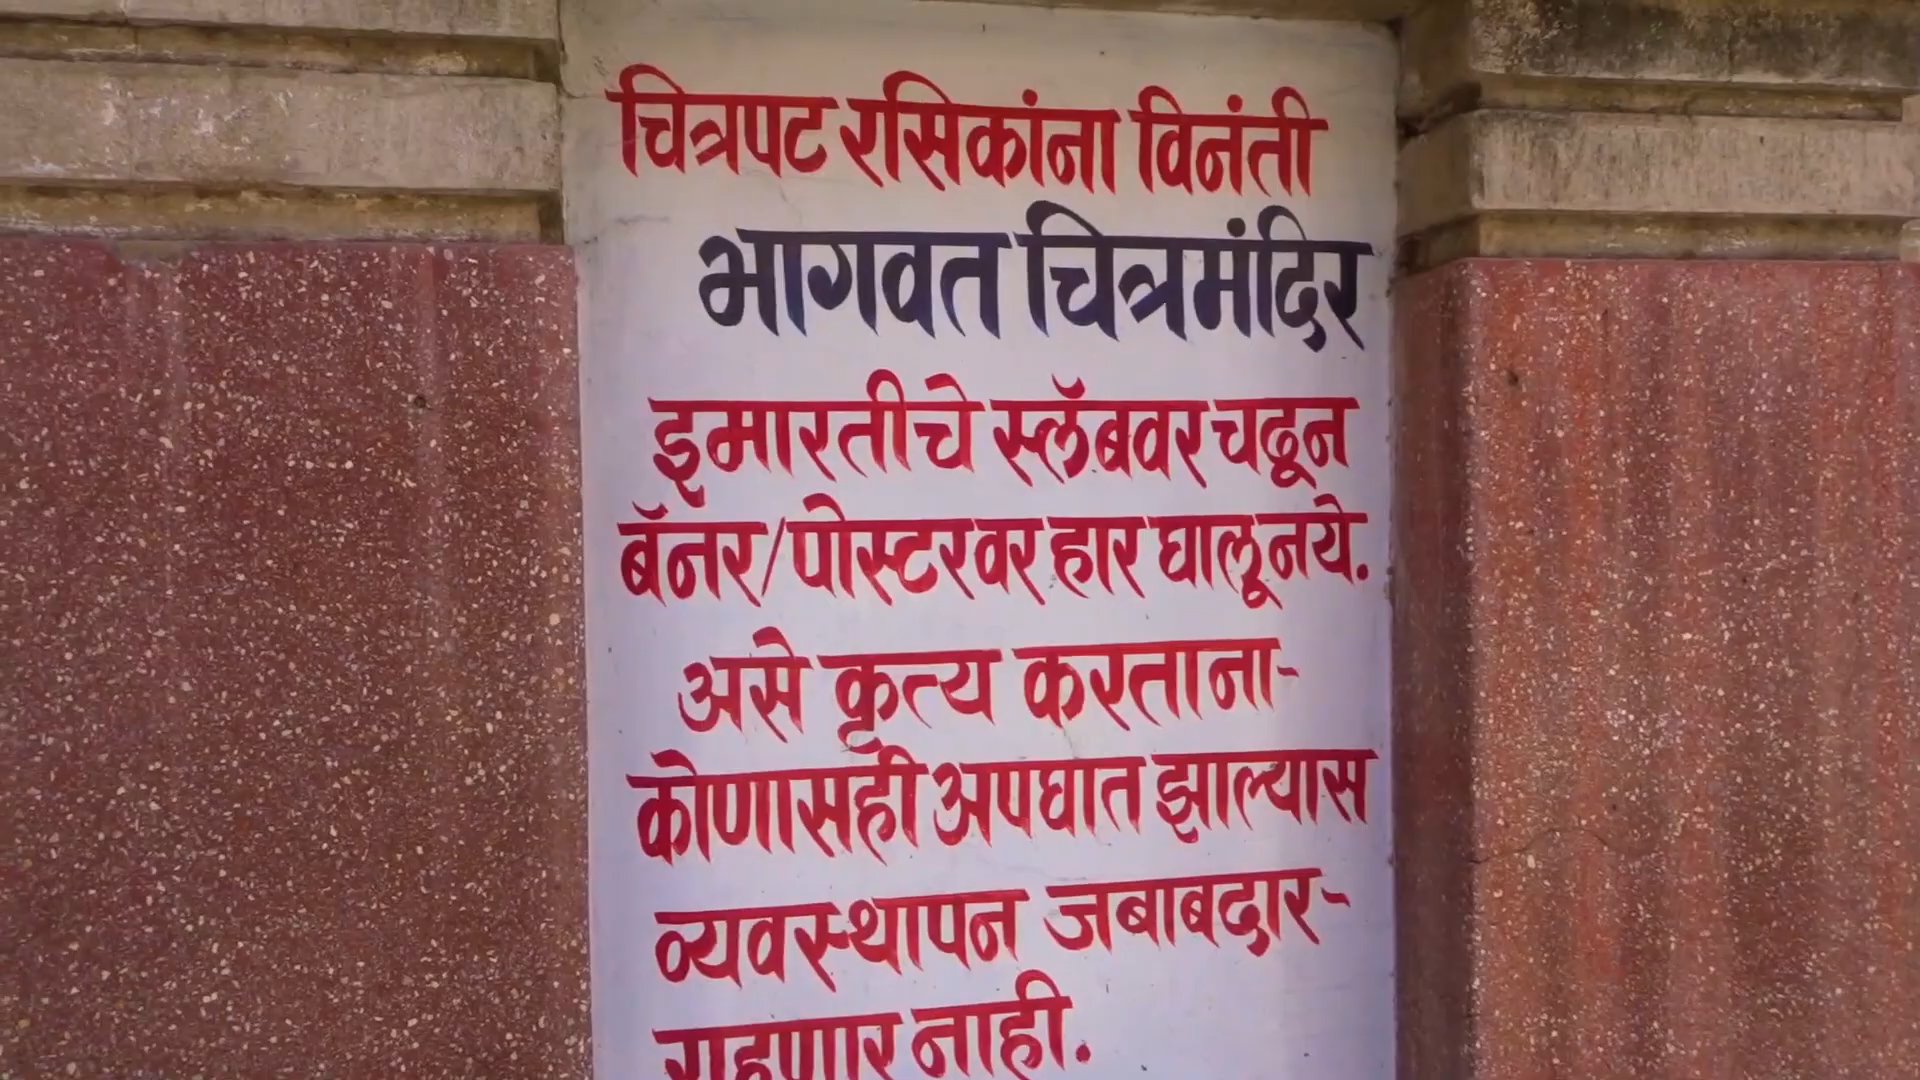 चित्रपट रसिकांना विनंती
भागवत चित्रमंदिर
इमारतीचे स्लॅबवर चढून
बॅनर/पोस्टरवर हार घालू नये.
असे कृत्य करताना-
कोणासही अपघात झाल्यास
व्यवस्थापन जबाबदार-
राहणार नाही.